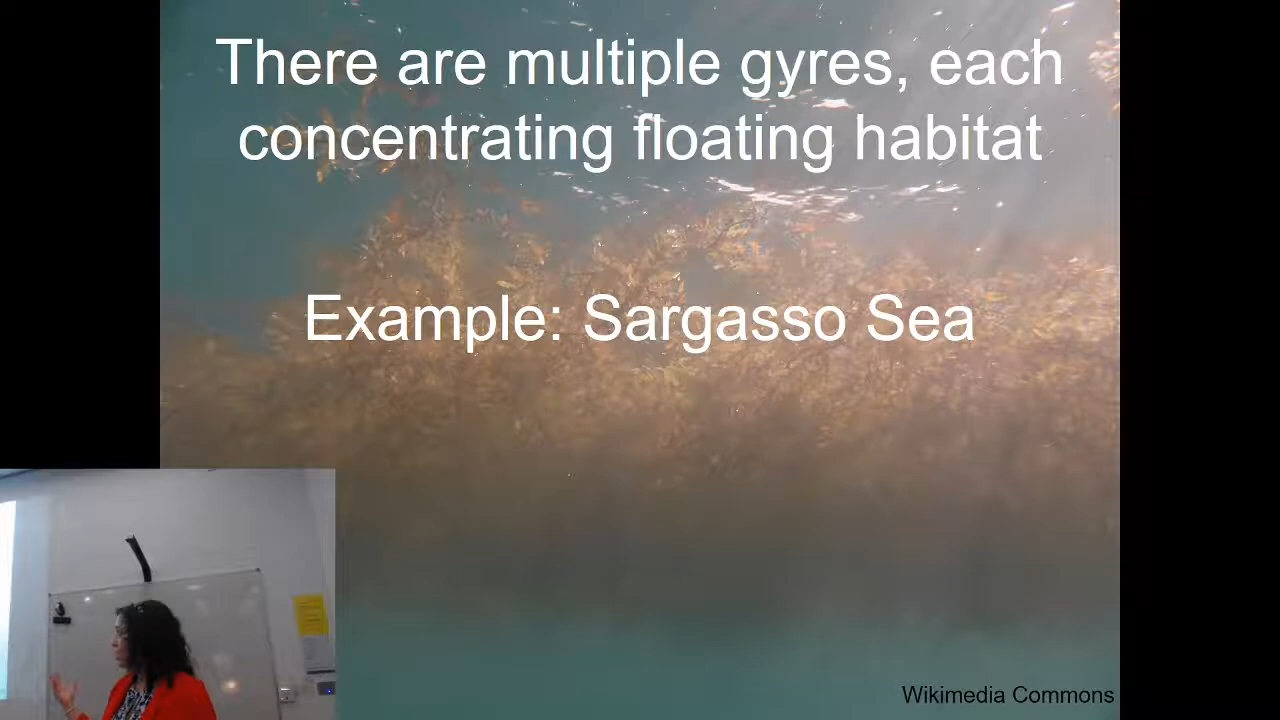 There are multiple gyres, each
concentrating floating habitat
Example: Sargasso Sea
Wikimedia Commons